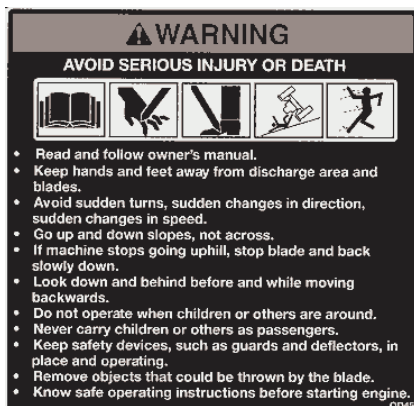 WARNING
AVOID SERIOUS INJURY OR DEATH
• Read and follow owner's manual.
• Keep hands and feet away from discharge area and
blades.
• Avoid sudden turns, sudden changes in direction,
sudden changes in speed.
• Go up and down slopes, not across.
• If machine stops going uphill, stop blade and back
slowly down.
• Look down and behind before and while moving
backwards.
• Do not operate when children or others are around.
• Never carry children or others as passengers.
• Keep safety devices, such as guards and deflectors, in
place and operating.
• Remove objects that could be thrown by the blade.
• Know safe operating instructions before starting engine.